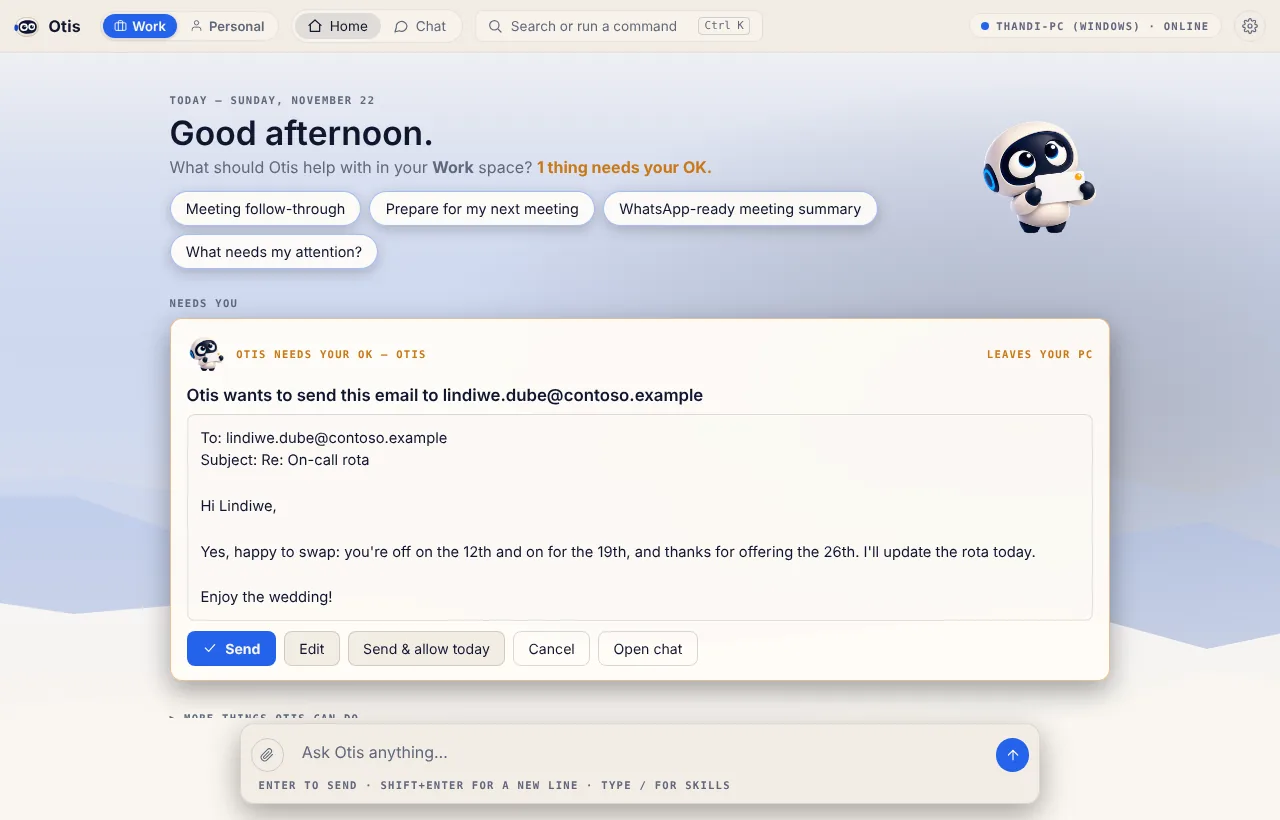 Otis
Work
Personal
Home
Chat
Search or run a command
Ctrl K
THANDI-PC (WINDOWS) · ONLINE
TODAY — SUNDAY, NOVEMBER 22
Good afternoon.
What should Otis help with in your Work space? 1 thing needs your OK.
Meeting follow-through
Prepare for my next meeting
WhatsApp-ready meeting summary
What needs my attention?
NEEDS YOU
OTIS NEEDS YOUR OK — OTIS
LEAVES YOUR PC
Otis wants to send this email to lindiwe.dube@contoso.example
To: lindiwe.dube@contoso.example
Subject: Re: On-call rota
Hi Lindiwe,
Yes, happy to swap: you're off on the 12th and on for the 19th, and thanks for offering the 26th. I'll update the rota today.
Enjoy the wedding!
Send
Edit
Send & allow today
Cancel
Open chat
MORE THINGS OTIS CAN DO
Ask Otis anything...
ENTER TO SEND · SHIFT+ENTER FOR A NEW LINE · TYPE / FOR SKILLS